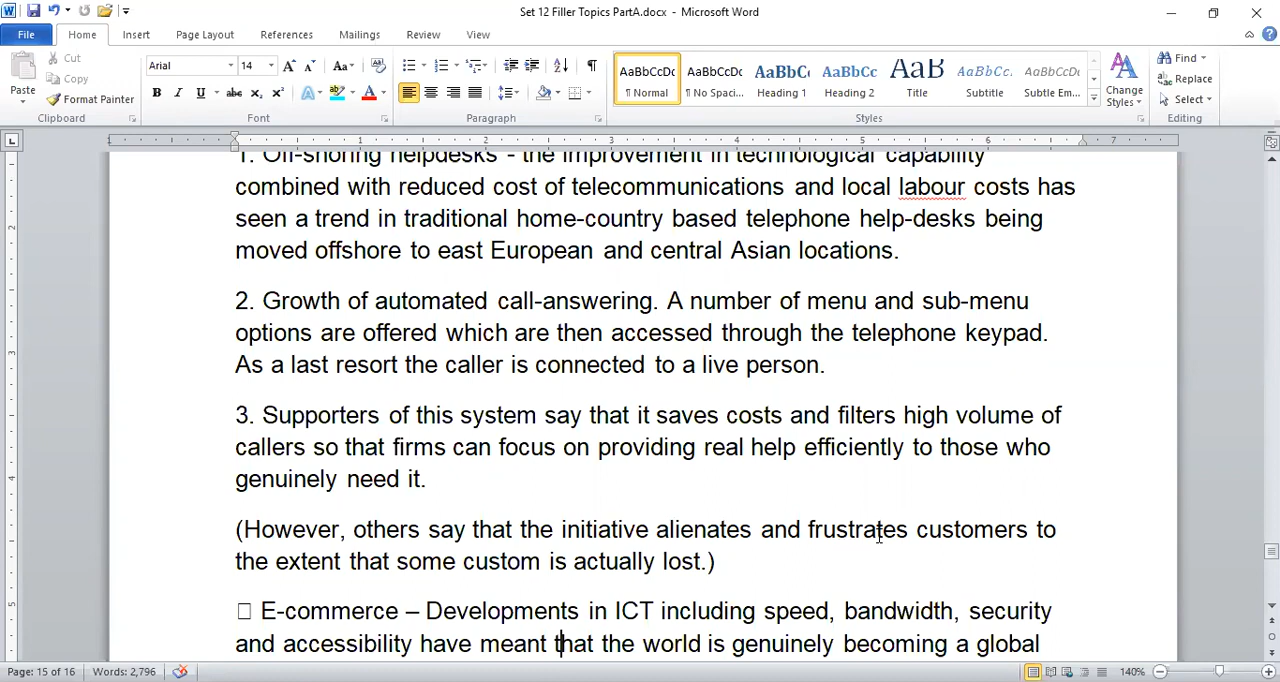 Set 12 Filler Topics PartA.docx - Microsoft Word
File Home Insert Page Layout References Mailings Review View
Cut
Copy
Format Painter
Paste
Clipboard
Arial 14
Font
Paragraph
AaBbCcDc AaBbCcDc AaBbC AaBbCc AaB AaBbCc. AaBbCcDc
¶ Normal ¶ No Spaci... Heading 1 Heading 2 Title Subtitle Subtle Em...
Styles
Change Styles
Find
Replace
Select
Editing
1. Off-shoring helpdesks - the improvement in technological capability
combined with reduced cost of telecommunications and local labour costs has
seen a trend in traditional home-country based telephone help-desks being
moved offshore to east European and central Asian locations.
2. Growth of automated call-answering. A number of menu and sub-menu
options are offered which are then accessed through the telephone keypad.
As a last resort the caller is connected to a live person.
3. Supporters of this system say that it saves costs and filters high volume of
callers so that firms can focus on providing real help efficiently to those who
genuinely need it.
(However, others say that the initiative alienates and frustrates customers to
the extent that some custom is actually lost.)
E-commerce – Developments in ICT including speed, bandwidth, security
and accessibility have meant that the world is genuinely becoming a global
Page: 15 of 16 Words: 2,796 140%